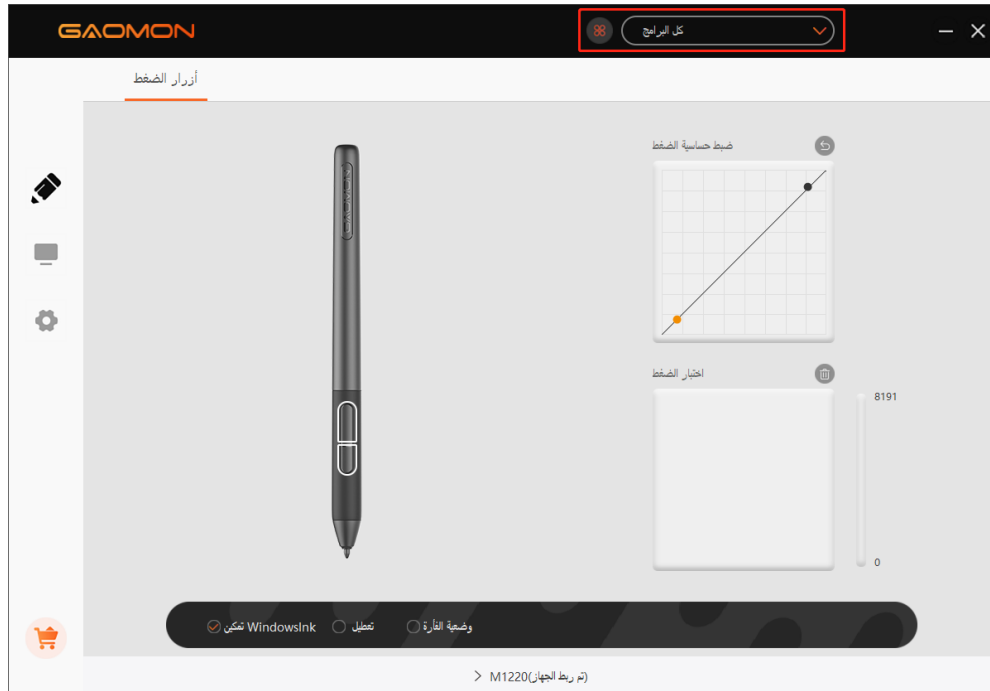 GAOMON
كل البرامج
أزرار الضغط
ضبط حساسية الضغط
GAOMON
اختبار الضغط
8191
0
تمكين WindowsInk
تعطيل
وضعية الفأرة
M1220(تم ربط الجهاز)